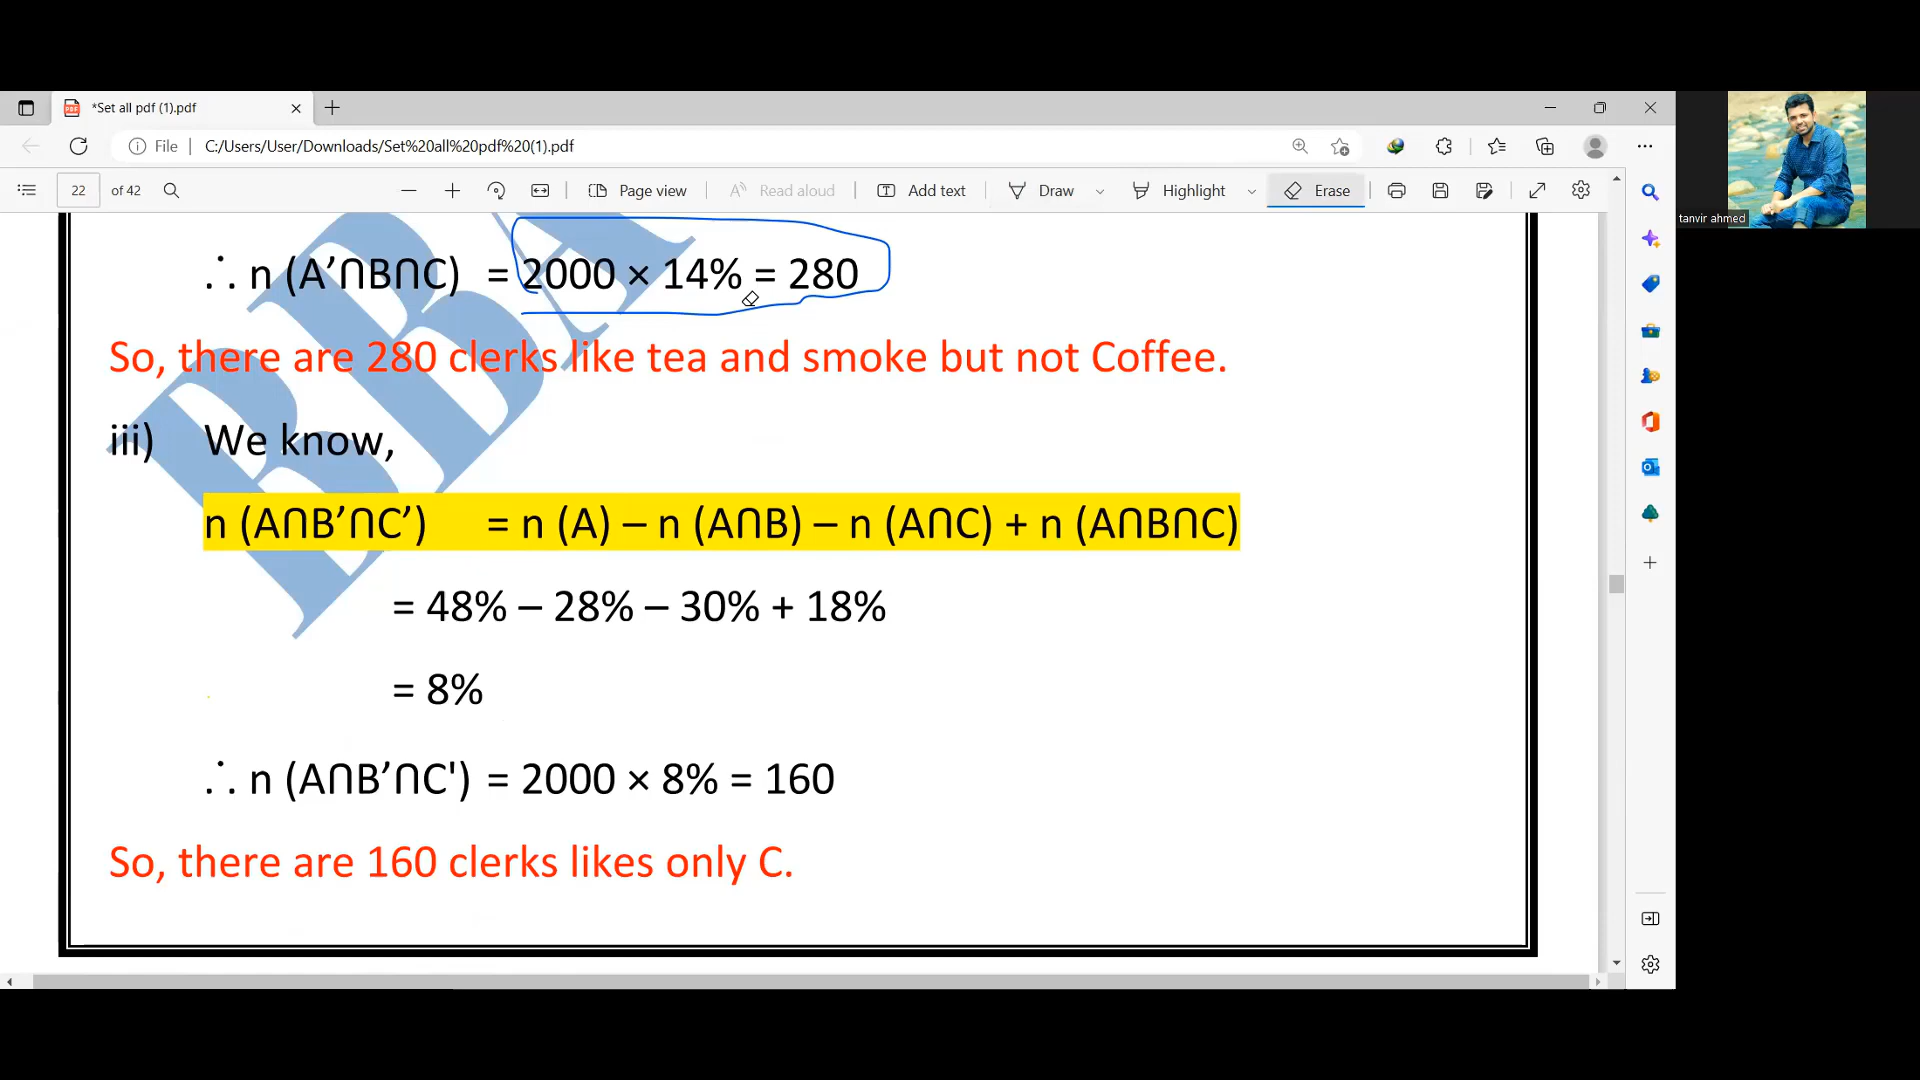 *Set all pdf (1).pdf
File | C:/Users/User/Downloads/Set%20all%20pdf%20(1).pdf
22 of 42 Page view Read aloud Add text Draw Highlight Erase
tanvir ahmed
BBA
∴ n (A’∩B∩C) = 2000 × 14% = 280
So, there are 280 clerks like tea and smoke but not Coffee.
iii) We know,
n (A∩B’∩C’) = n (A) – n (A∩B) – n (A∩C) + n (A∩B∩C)
= 48% – 28% – 30% + 18%
= 8%
∴ n (A∩B’∩C') = 2000 × 8% = 160
So, there are 160 clerks likes only C.